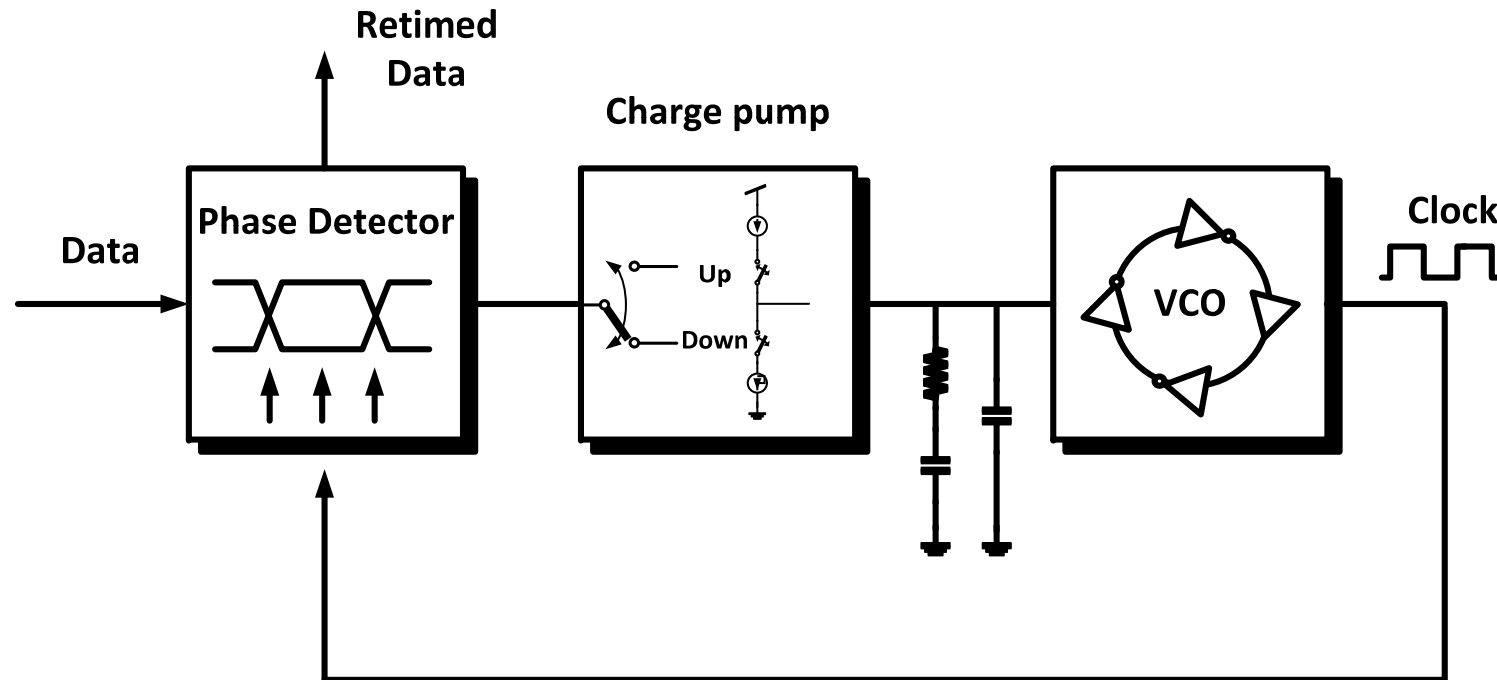 Retimed
Data
Charge pump
Phase Detector
Data
Up
Down
VCO
Clock